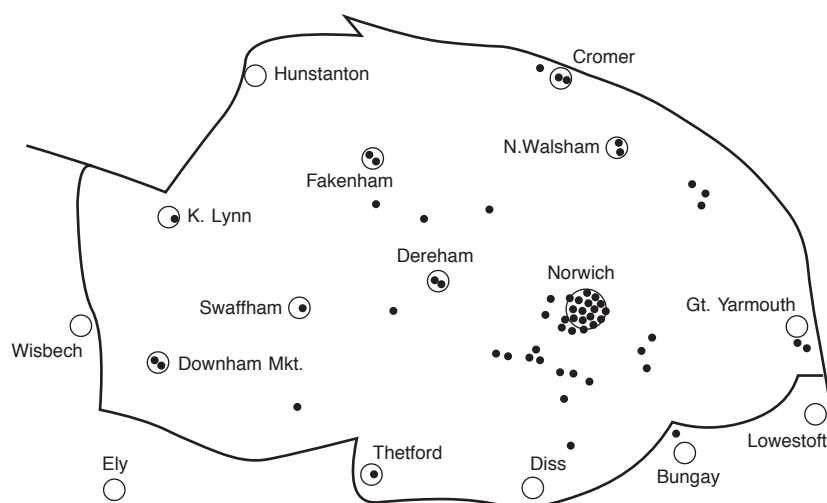 Cromer
Hunstanton
N.Walsham
Fakenham
K. Lynn
Dereham
Norwich
Swaffham
Gt. Yarmouth
Wisbech
Downham Mkt.
Lowestoft
Thetford
Ely
Diss
Bungay